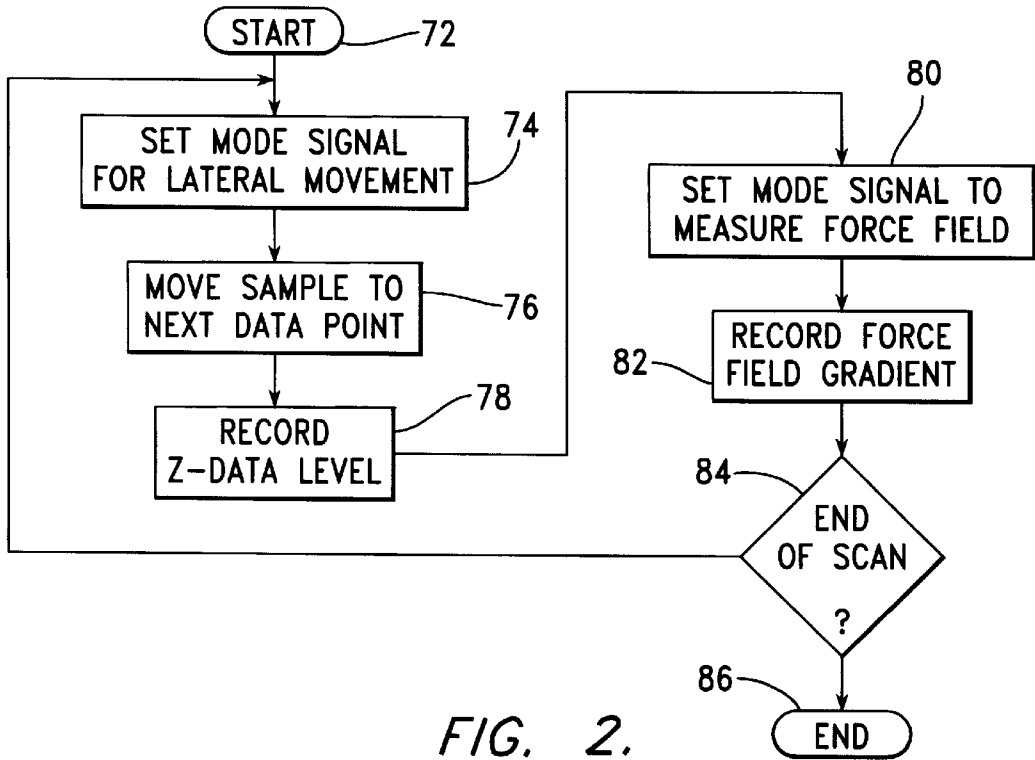 START
72
SET MODE SIGNAL
FOR LATERAL MOVEMENT
74
MOVE SAMPLE TO
NEXT DATA POINT
76
RECORD
Z-DATA LEVEL
78
80
SET MODE SIGNAL TO
MEASURE FORCE FIELD
RECORD FORCE
FIELD GRADIENT
82
84
END
OF SCAN
?
86
END
FIG. 2.